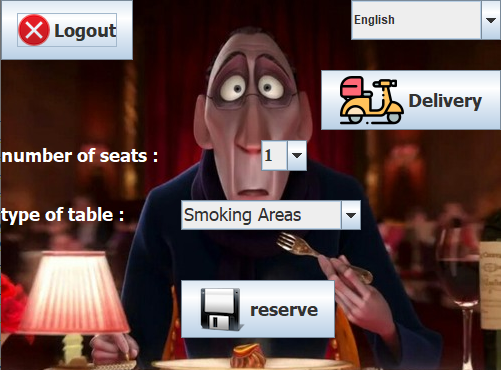 Logout
English
Delivery
number of seats :
1
type of table :
Smoking Areas
reserve